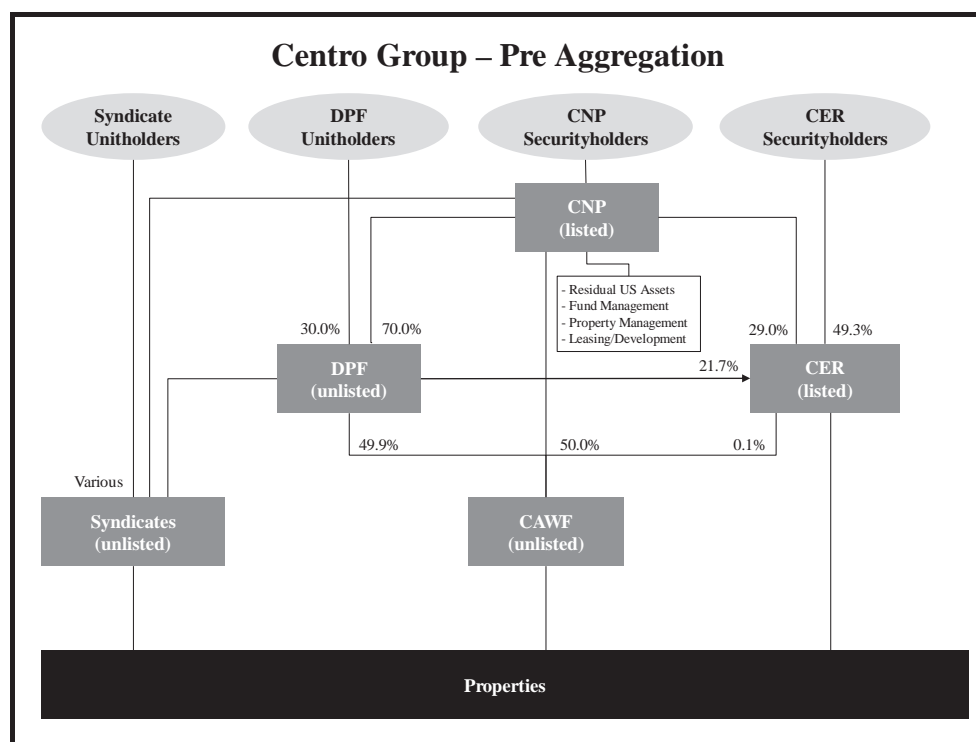 Centro Group – Pre Aggregation
Syndicate
Unitholders
DPF
Unitholders
CNP
Securityholders
CER
Securityholders
CNP
(listed)
- Residual US Assets
- Fund Management
- Property Management
- Leasing/Development
30.0%
70.0%
29.0%
49.3%
DPF
(unlisted)
21.7%
CER
(listed)
49.9%
50.0%
0.1%
Various
Syndicates
(unlisted)
CAWF
(unlisted)
Properties